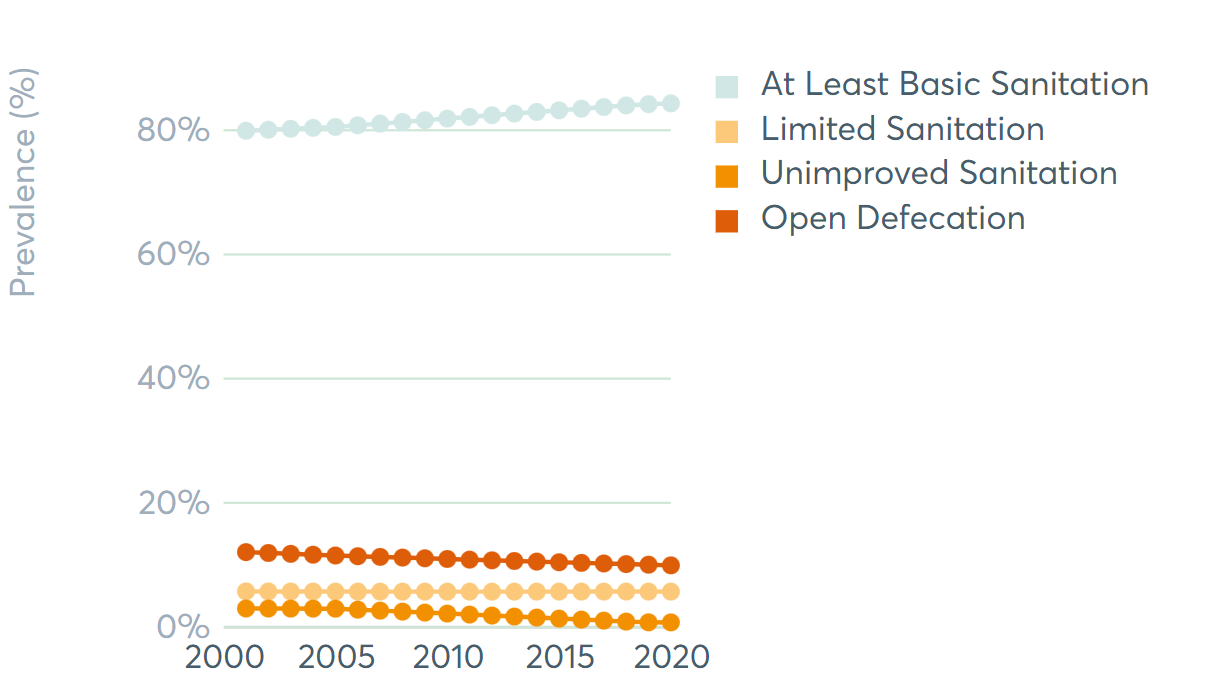 Prevalence (%)
80%
60%
40%
20%
0%
2000 2005 2010 2015 2020
At Least Basic Sanitation
Limited Sanitation
Unimproved Sanitation
Open Defecation